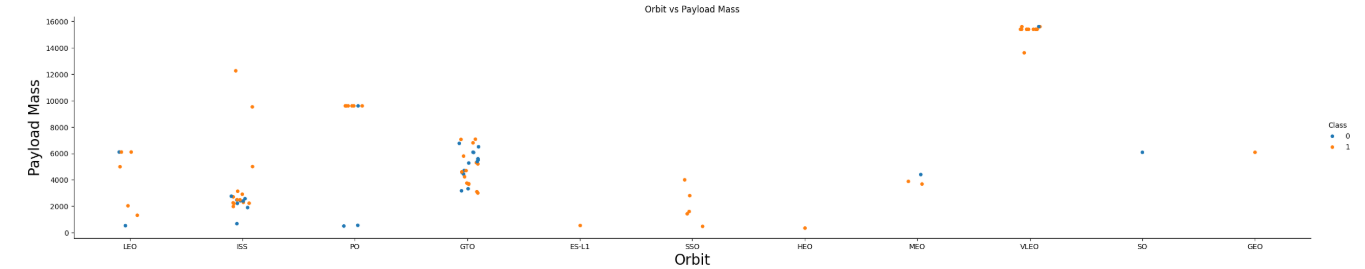 Orbit vs Payload Mass
16000
14000
12000
10000
8000
6000
4000
2000
0
Payload Mass
LEO ISS PO GTO ES-L1 SSO HEO MEO VLEO SO GEO
Orbit
Class
0
1